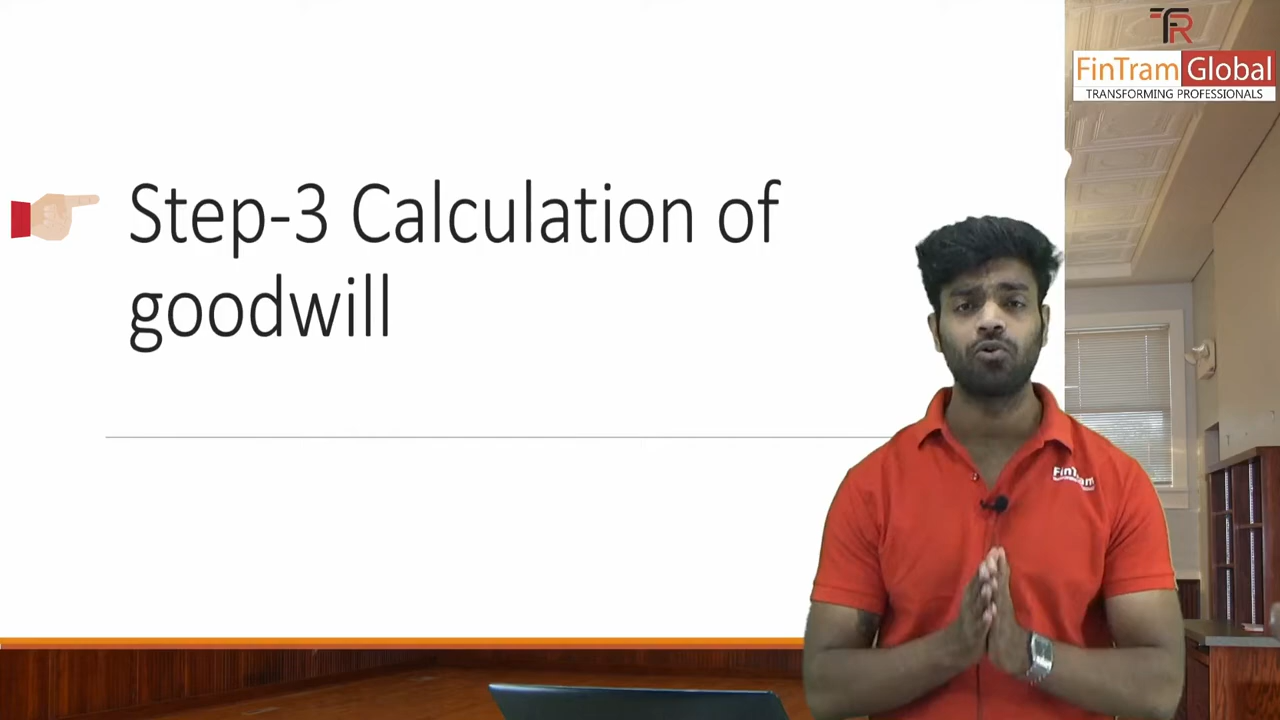 FinTram Global
TRANSFORMING PROFESSIONALS
Step-3 Calculation of
goodwill